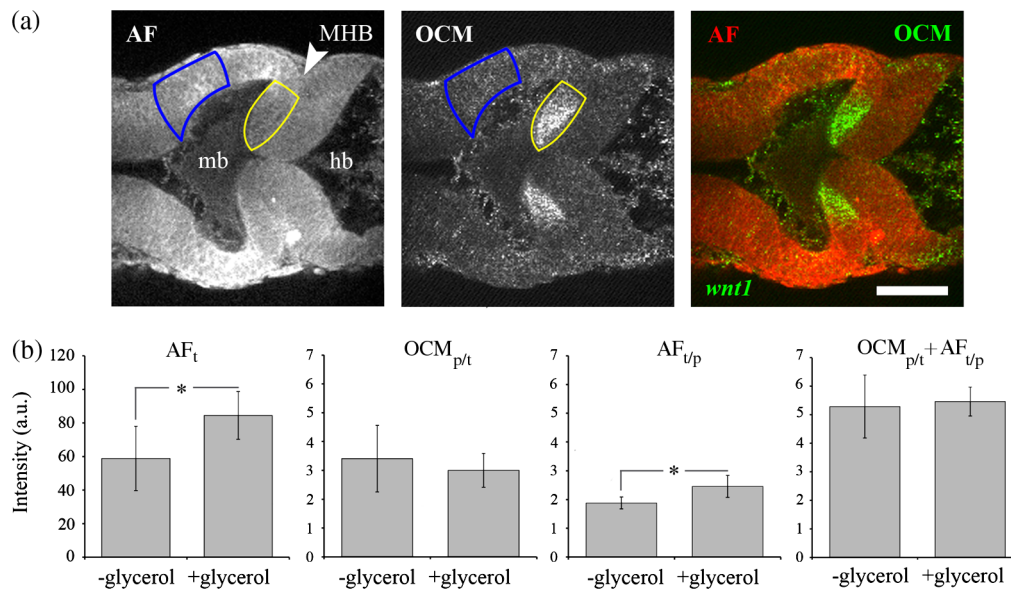 (a)
AF
MHB
mb
hb
OCM
AF
OCM
wnt1
(b)
Intensity (a.u.)
AFt
120
100
80
60
40
20
0
*
-glycerol
+glycerol
OCMp/t
7
6
5
4
3
2
1
0
-glycerol
+glycerol
AFt/p
7
6
5
4
3
2
1
0
*
-glycerol
+glycerol
OCMp/t+AFt/p
7
6
5
4
3
2
1
0
-glycerol
+glycerol